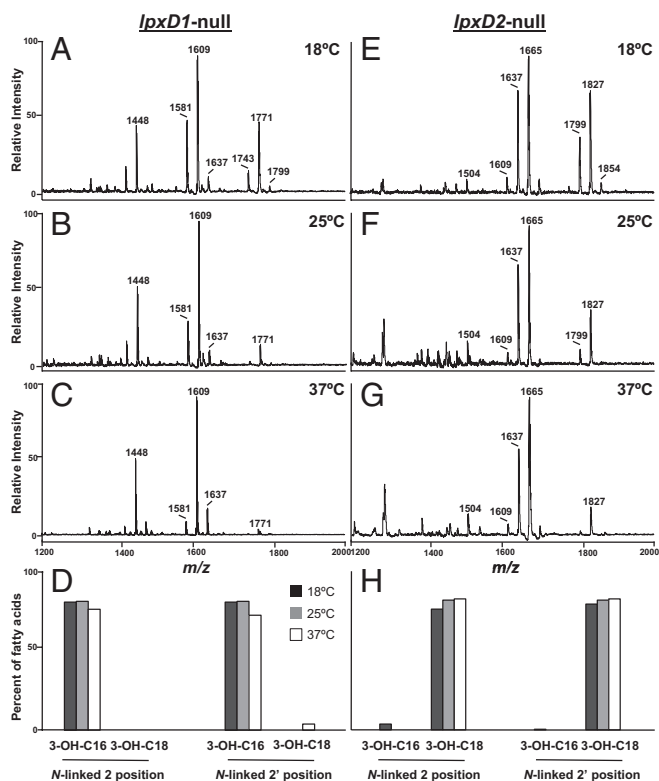 lpxD1-null
lpxD2-null
A
18ºC
Relative Intensity
100
50
0
1448
1581
1609
1637
1743
1771
1799
E
18ºC
1504
1609
1637
1665
1799
1827
1854
B
25ºC
Relative Intensity
100
50
0
1448
1581
1609
1637
1771
F
25ºC
1504
1609
1637
1665
1799
1827
C
37ºC
Relative Intensity
100
50
0
1448
1581
1609
1637
1771
1200 1400 1600 1800 2000
m/z
G
37ºC
1504
1609
1637
1665
1827
1200 1400 1600 1800 2000
m/z
D
Percent of fatty acids
100
50
0
18ºC
25ºC
37ºC
3-OH-C16 3-OH-C18 3-OH-C16 3-OH-C18
N-linked 2 position N-linked 2' position
H
3-OH-C16 3-OH-C18 3-OH-C16 3-OH-C18
N-linked 2 position N-linked 2' position